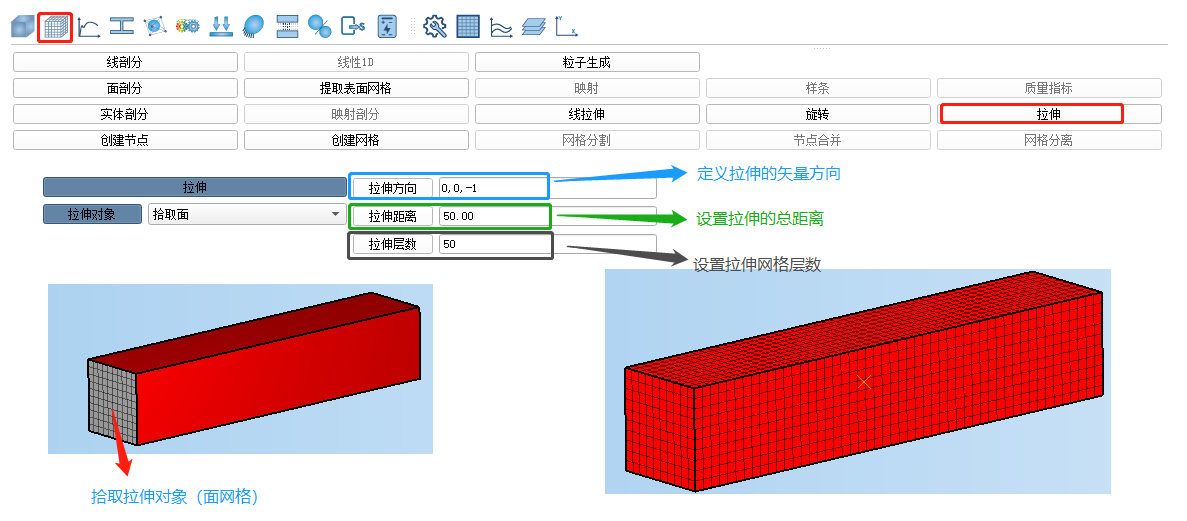 线剖分 线性1D 粒子生成
面剖分 提取表面网格 映射 样条 质量指标
实体剖分 映射剖分 线拉伸 旋转 拉伸
创建节点 创建网格 网格分割 节点合并 网格分离
拉伸 拉伸方向 0,0,-1 定义拉伸的矢量方向
拉伸对象 拾取面 拉伸距离 50.00 设置拉伸的总距离
拉伸层数 50 设置拉伸网格层数
拾取拉伸对象（面网格）